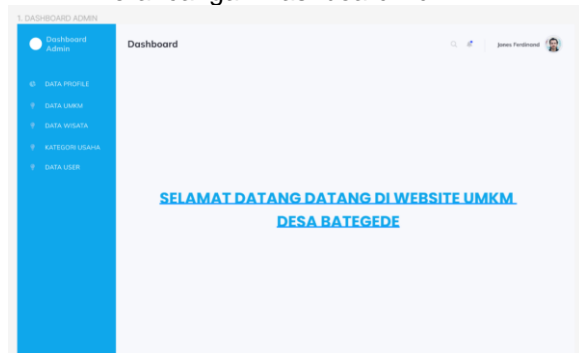 1. DASHBOARD ADMIN
Dashboard
Admin
Dashboard
Jones Ferdinand
DATA PROFILE
DATA UMKM
DATA WISATA
KATEGORI USAHA
DATA USER
SELAMAT DATANG DATANG DI WEBSITE UMKM
DESA BATEGEDE